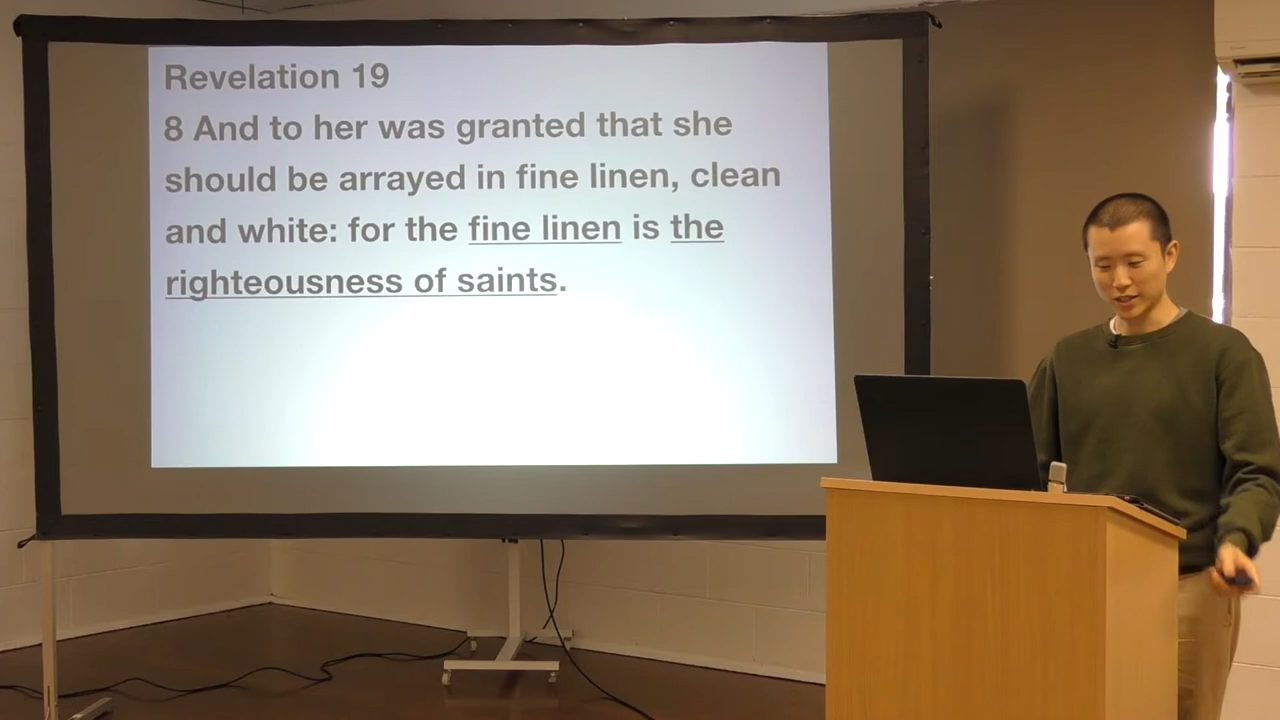 Revelation 19
8 And to her was granted that she
should be arrayed in fine linen, clean
and white: for the fine linen is the
righteousness of saints.